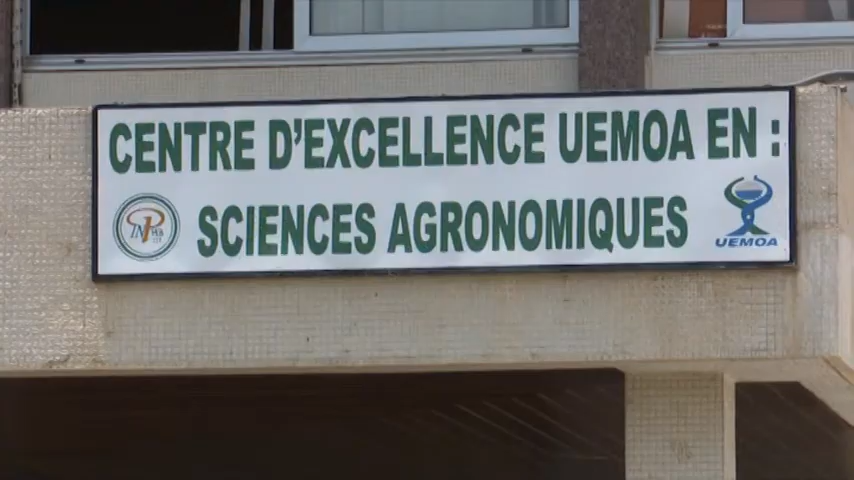 CENTRE D'EXCELLENCE UEMOA EN :
SCIENCES AGRONOMIQUES
UEMOA